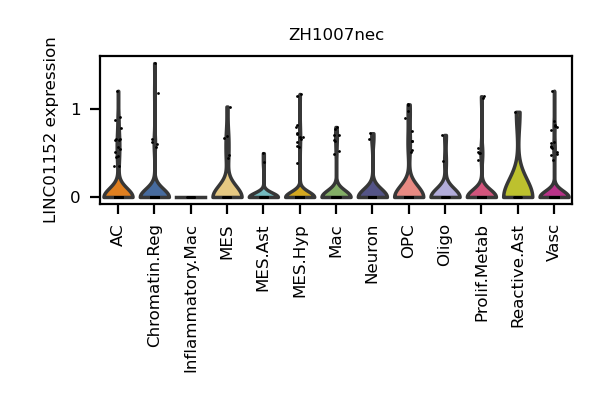 ZH1007nec
LINC01152 expression
1
0
AC
Chromatin.Reg
Inflammatory.Mac
MES
MES.Ast
MES.Hyp
Mac
Neuron
OPC
Oligo
Prolif.Metab
Reactive.Ast
Vasc